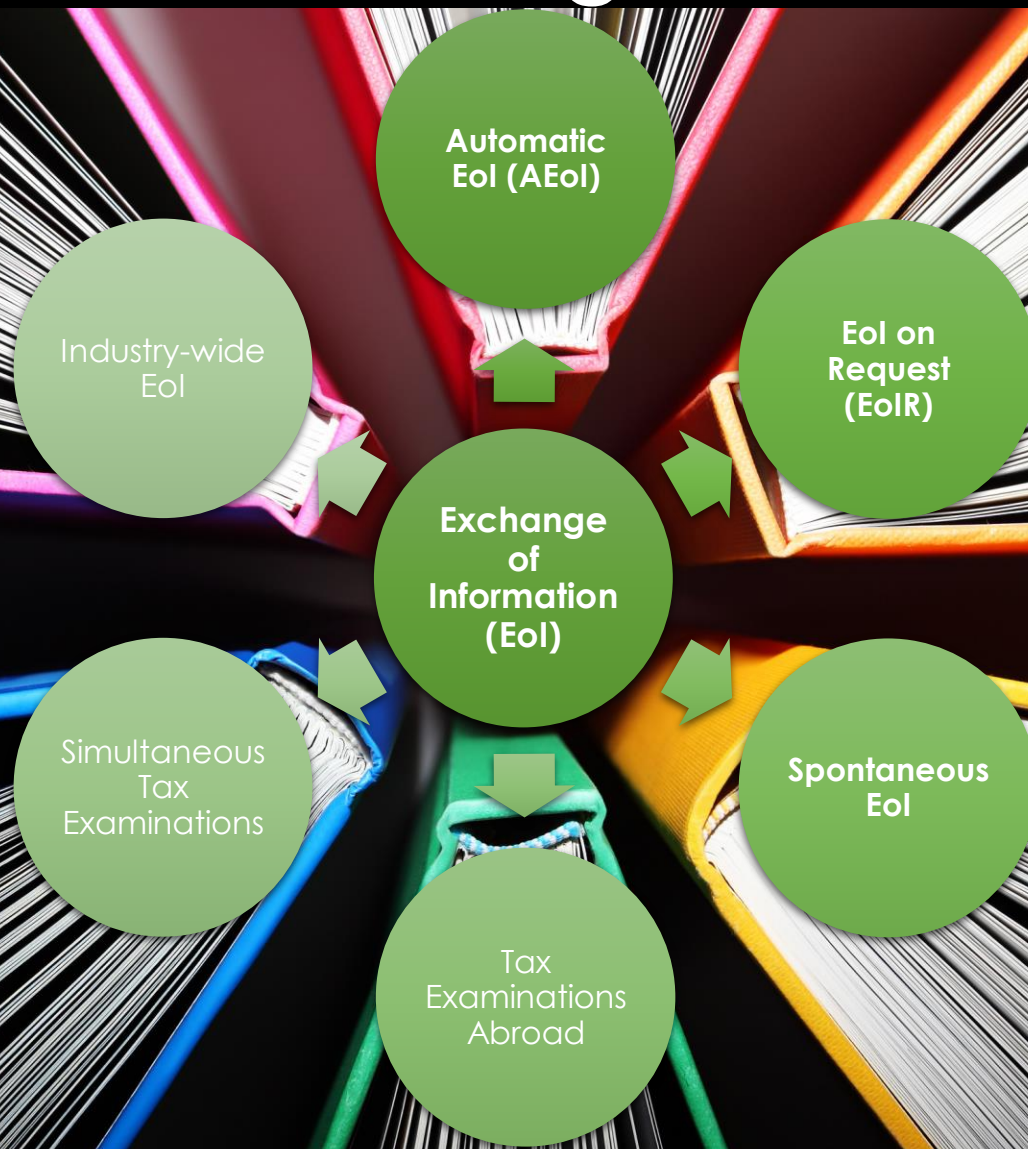 Automatic
EoI (AEoI)
EoI on
Request
(EoIR)
Spontaneous
EoI
Tax
Examinations
Abroad
Simultaneous
Tax
Examinations
Industry-wide
EoI
Exchange
of
Information
(EoI)